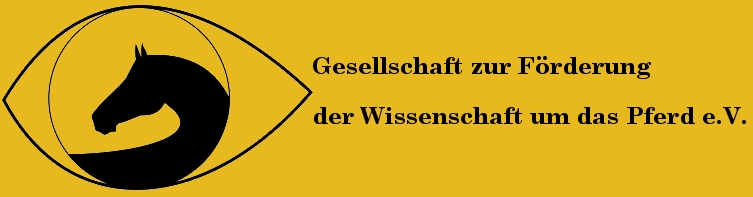 Gesellschaft zur Förderung
der Wissenschaft um das Pferd e.V.